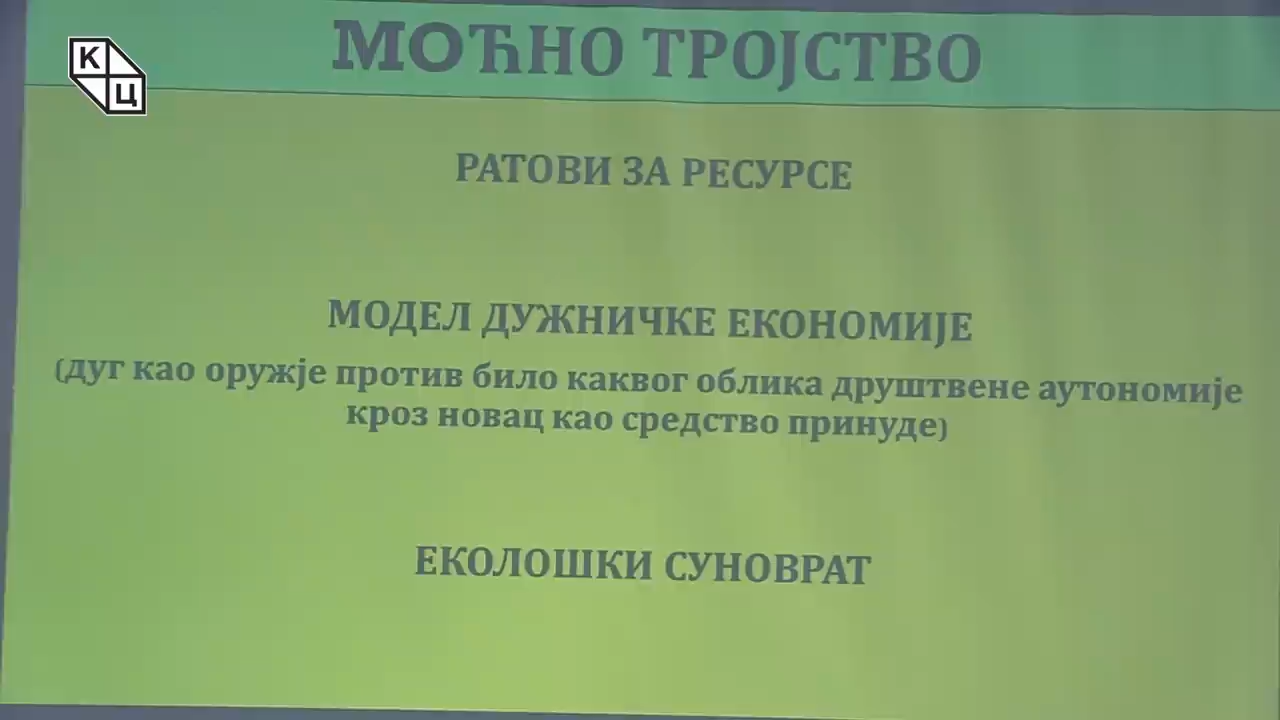 К
Ц
МОЋНО ТРОЈСТВО
РАТОВИ ЗА РЕСУРСЕ
МОДЕЛ ДУЖНИЧКЕ ЕКОНОМИЈЕ
(дуг као оружје против било каквог облика друштвене аутономије
кроз новац као средство принуде)
ЕКОЛОШКИ СУНОВРАТ